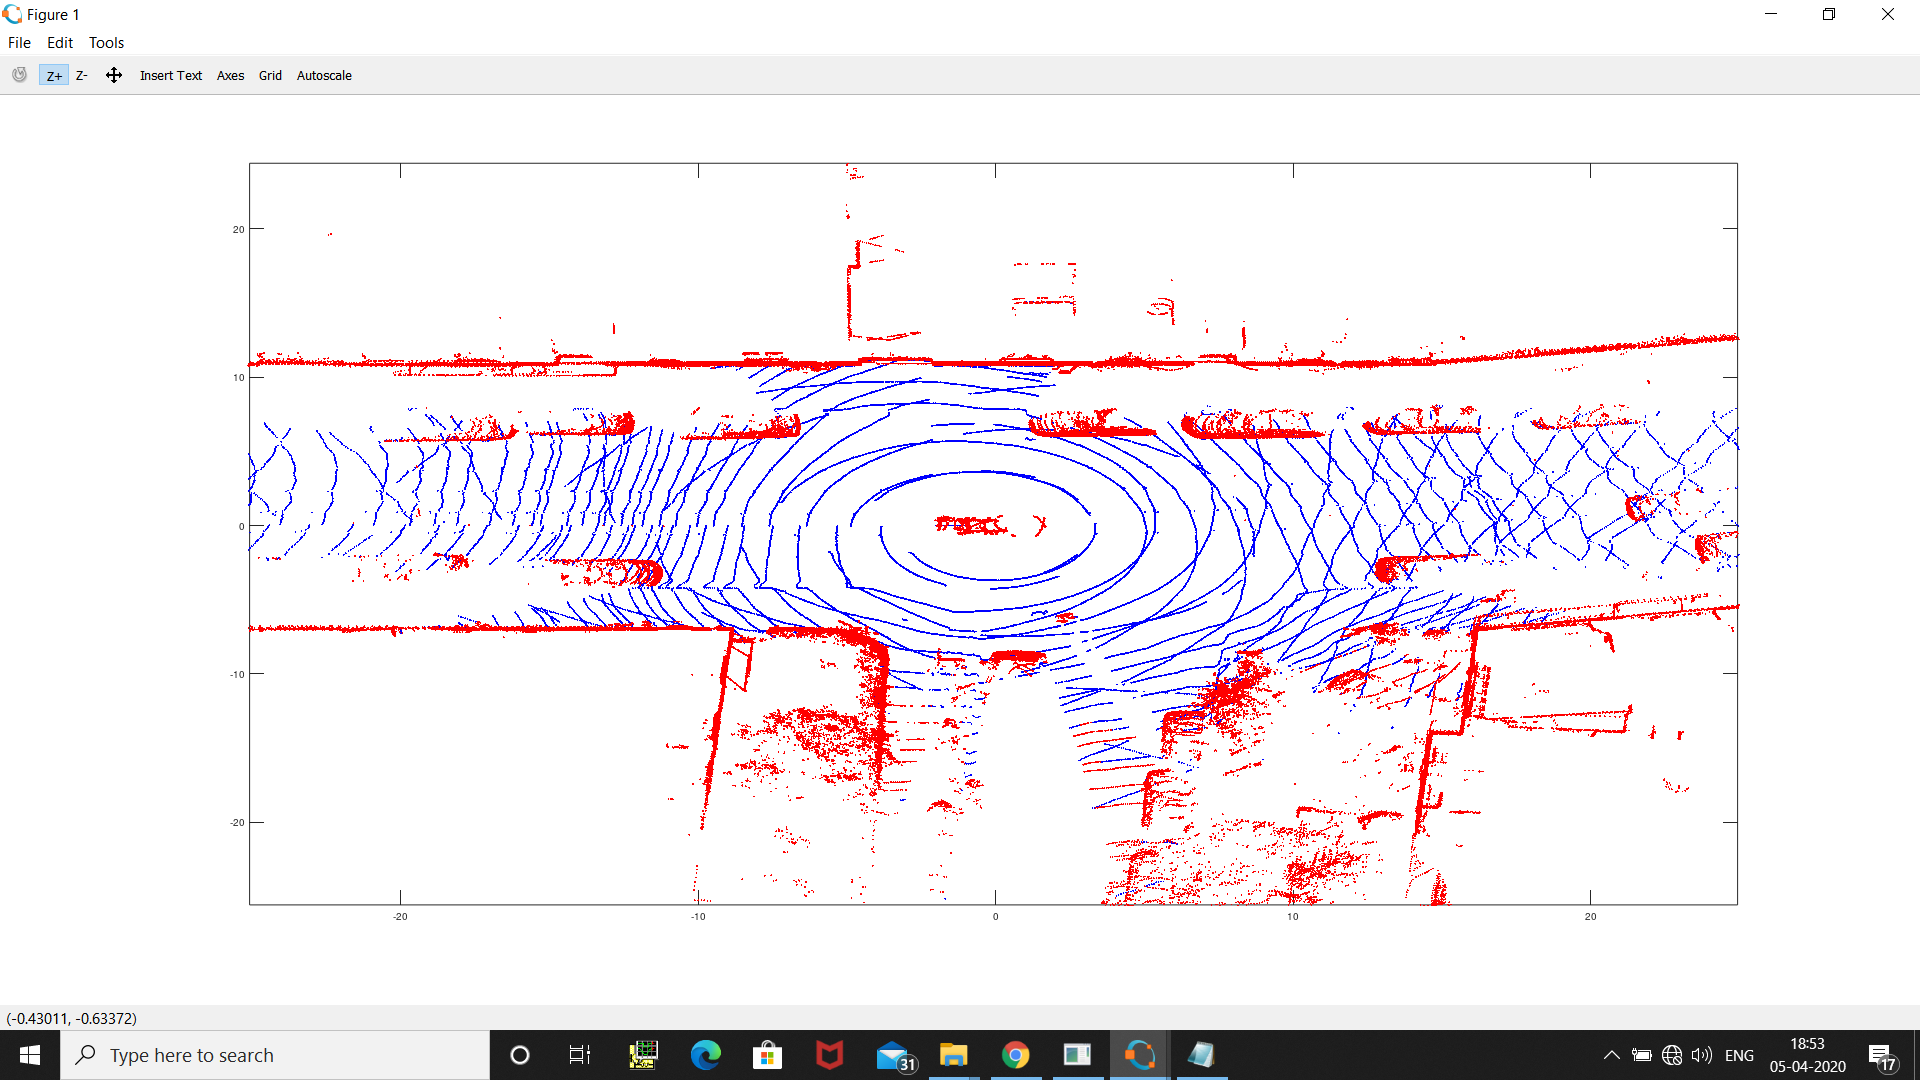 Figure 1
File Edit Tools
Z+ Z- Insert Text Axes Grid Autoscale
20
10
0
-10
-20
-20 -10 0 10 20
(-0.43011, -0.63372)
Type here to search
31
ENG
18:53
05-04-2020
17